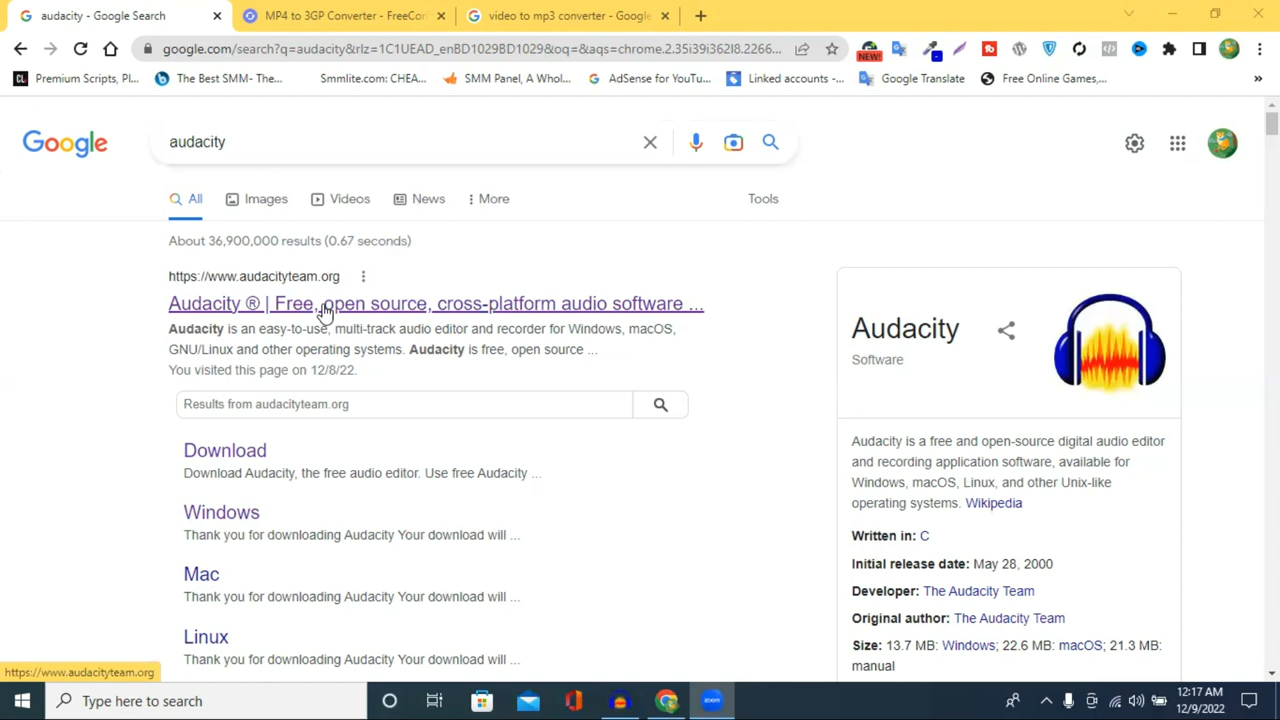 audacity - Google Search
MP4 to 3GP Converter - FreeConv
video to mp3 converter - Google
google.com/search?q=audacity&rlz=1C1UEAD_enBD1029BD1029&oq=&aqs=chrome.2.35i39i362l8.2266...
NEW!
Premium Scripts, Pl...
The Best SMM- The...
Smmlite.com: CHEA...
SMM Panel, A Whol...
AdSense for YouTu...
Linked accounts -...
Google Translate
Free Online Games,...
Google
audacity
All
Images
Videos
News
More
Tools
About 36,900,000 results (0.67 seconds)
https://www.audacityteam.org
Audacity ® | Free, open source, cross-platform audio software ...
Audacity is an easy-to-use, multi-track audio editor and recorder for Windows, macOS,
GNU/Linux and other operating systems. Audacity is free, open source ...
You visited this page on 12/8/22.
Results from audacityteam.org
Download
Download Audacity, the free audio editor. Use free Audacity ...
Windows
Thank you for downloading Audacity Your download will ...
Mac
Thank you for downloading Audacity Your download will ...
Linux
Thank you for downloading Audacity Your download will ...
Audacity
Software
Audacity is a free and open-source digital audio editor
and recording application software, available for
Windows, macOS, Linux, and other Unix-like
operating systems. Wikipedia
Written in: C
Initial release date: May 28, 2000
Developer: The Audacity Team
Original author: The Audacity Team
Size: 13.7 MB: Windows; 22.6 MB: macOS; 21.3 MB:
manual
https://www.audacityteam.org
Type here to search
zoom
12:17 AM
12/9/2022